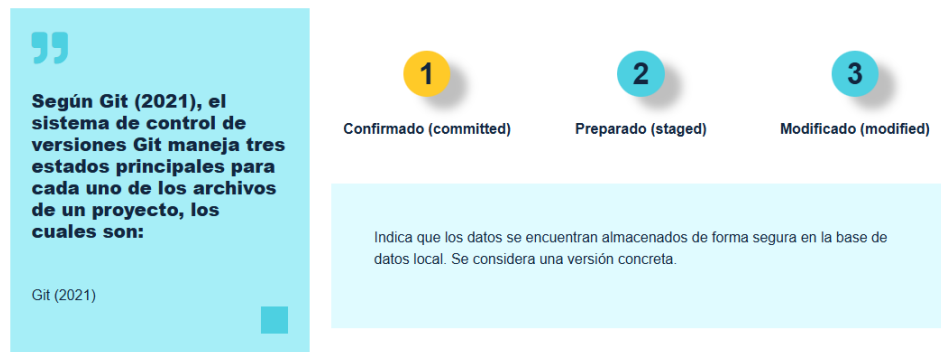 Según Git (2021), el
sistema de control de
versiones Git maneja tres
estados principales para
cada uno de los archivos
de un proyecto, los
cuales son:
Git (2021)
1
Confirmado (committed)
2
Preparado (staged)
3
Modificado (modified)
Indica que los datos se encuentran almacenados de forma segura en la base de
datos local. Se considera una versión concreta.